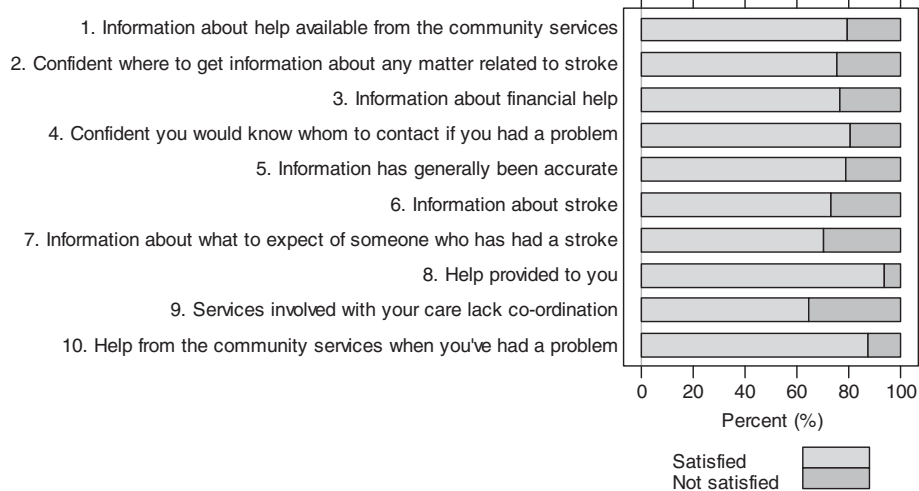 1. Information about help available from the community services
2. Confident where to get information about any matter related to stroke
3. Information about financial help
4. Confident you would know whom to contact if you had a problem
5. Information has generally been accurate
6. Information about stroke
7. Information about what to expect of someone who has had a stroke
8. Help provided to you
9. Services involved with your care lack co-ordination
10. Help from the community services when you've had a problem
0 20 40 60 80 100
Percent (%)
Satisfied
Not satisfied